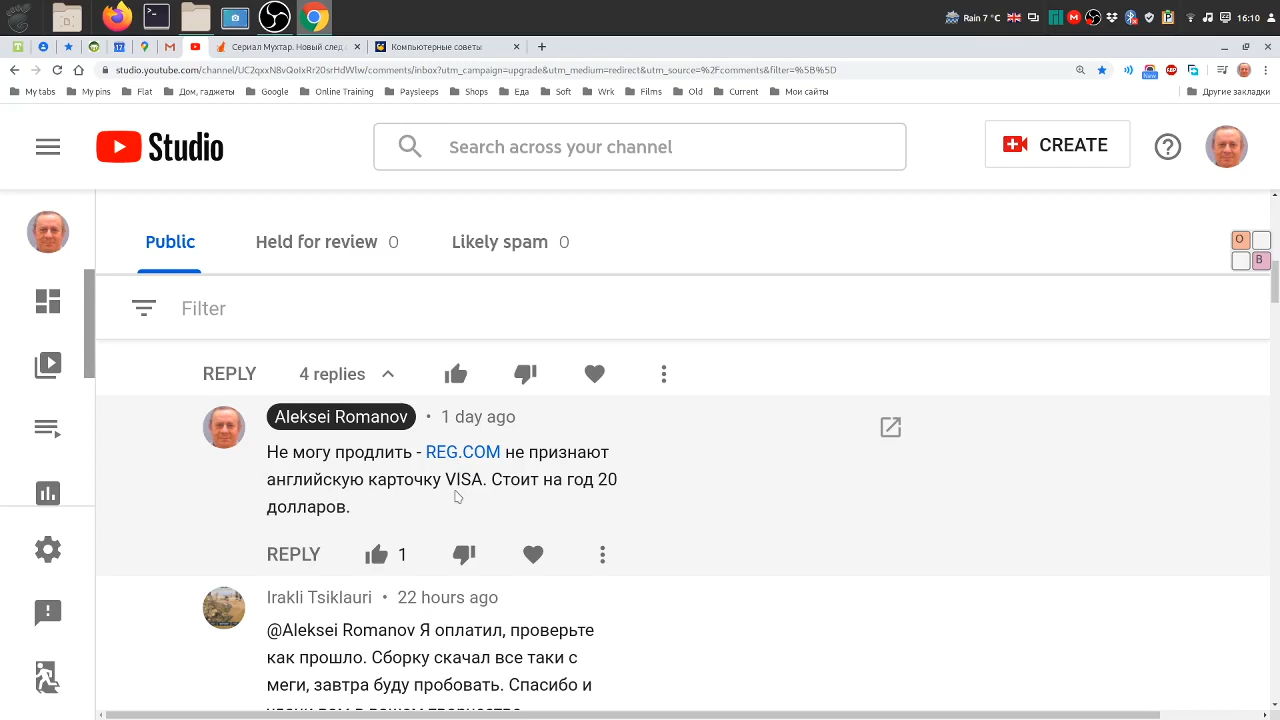 Rain 7 °C
16:10
Сериал Мухтар. Новый след
Компьютерные советы
studio.youtube.com/channel/UC2qxxN8vQoIxRr20srHdWlw/comments/inbox?utm_campaign=upgrade&utm_medium=redirect&utm_source=%2Fcomments&filter=%5B%5D
My tabs
My pins
Flat
Дом, гаджеты
Google
Online Training
Paysleeps
Shops
Еда
Soft
Wrk
Films
Old
Current
Мои сайты
Другие закладки
Studio
Search across your channel
CREATE
Public
Held for review 0
Likely spam 0
O
B
Filter
REPLY 4 replies
Aleksei Romanov • 1 day ago
Не могу продлить - REG.COM не признают
английскую карточку VISA. Стоит на год 20
долларов.
REPLY 1
Irakli Tsiklauri • 22 hours ago
@Aleksei Romanov Я оплатил, проверьте
как прошло. Сборку скачал все таки с
меги, завтра буду пробовать. Спасибо и